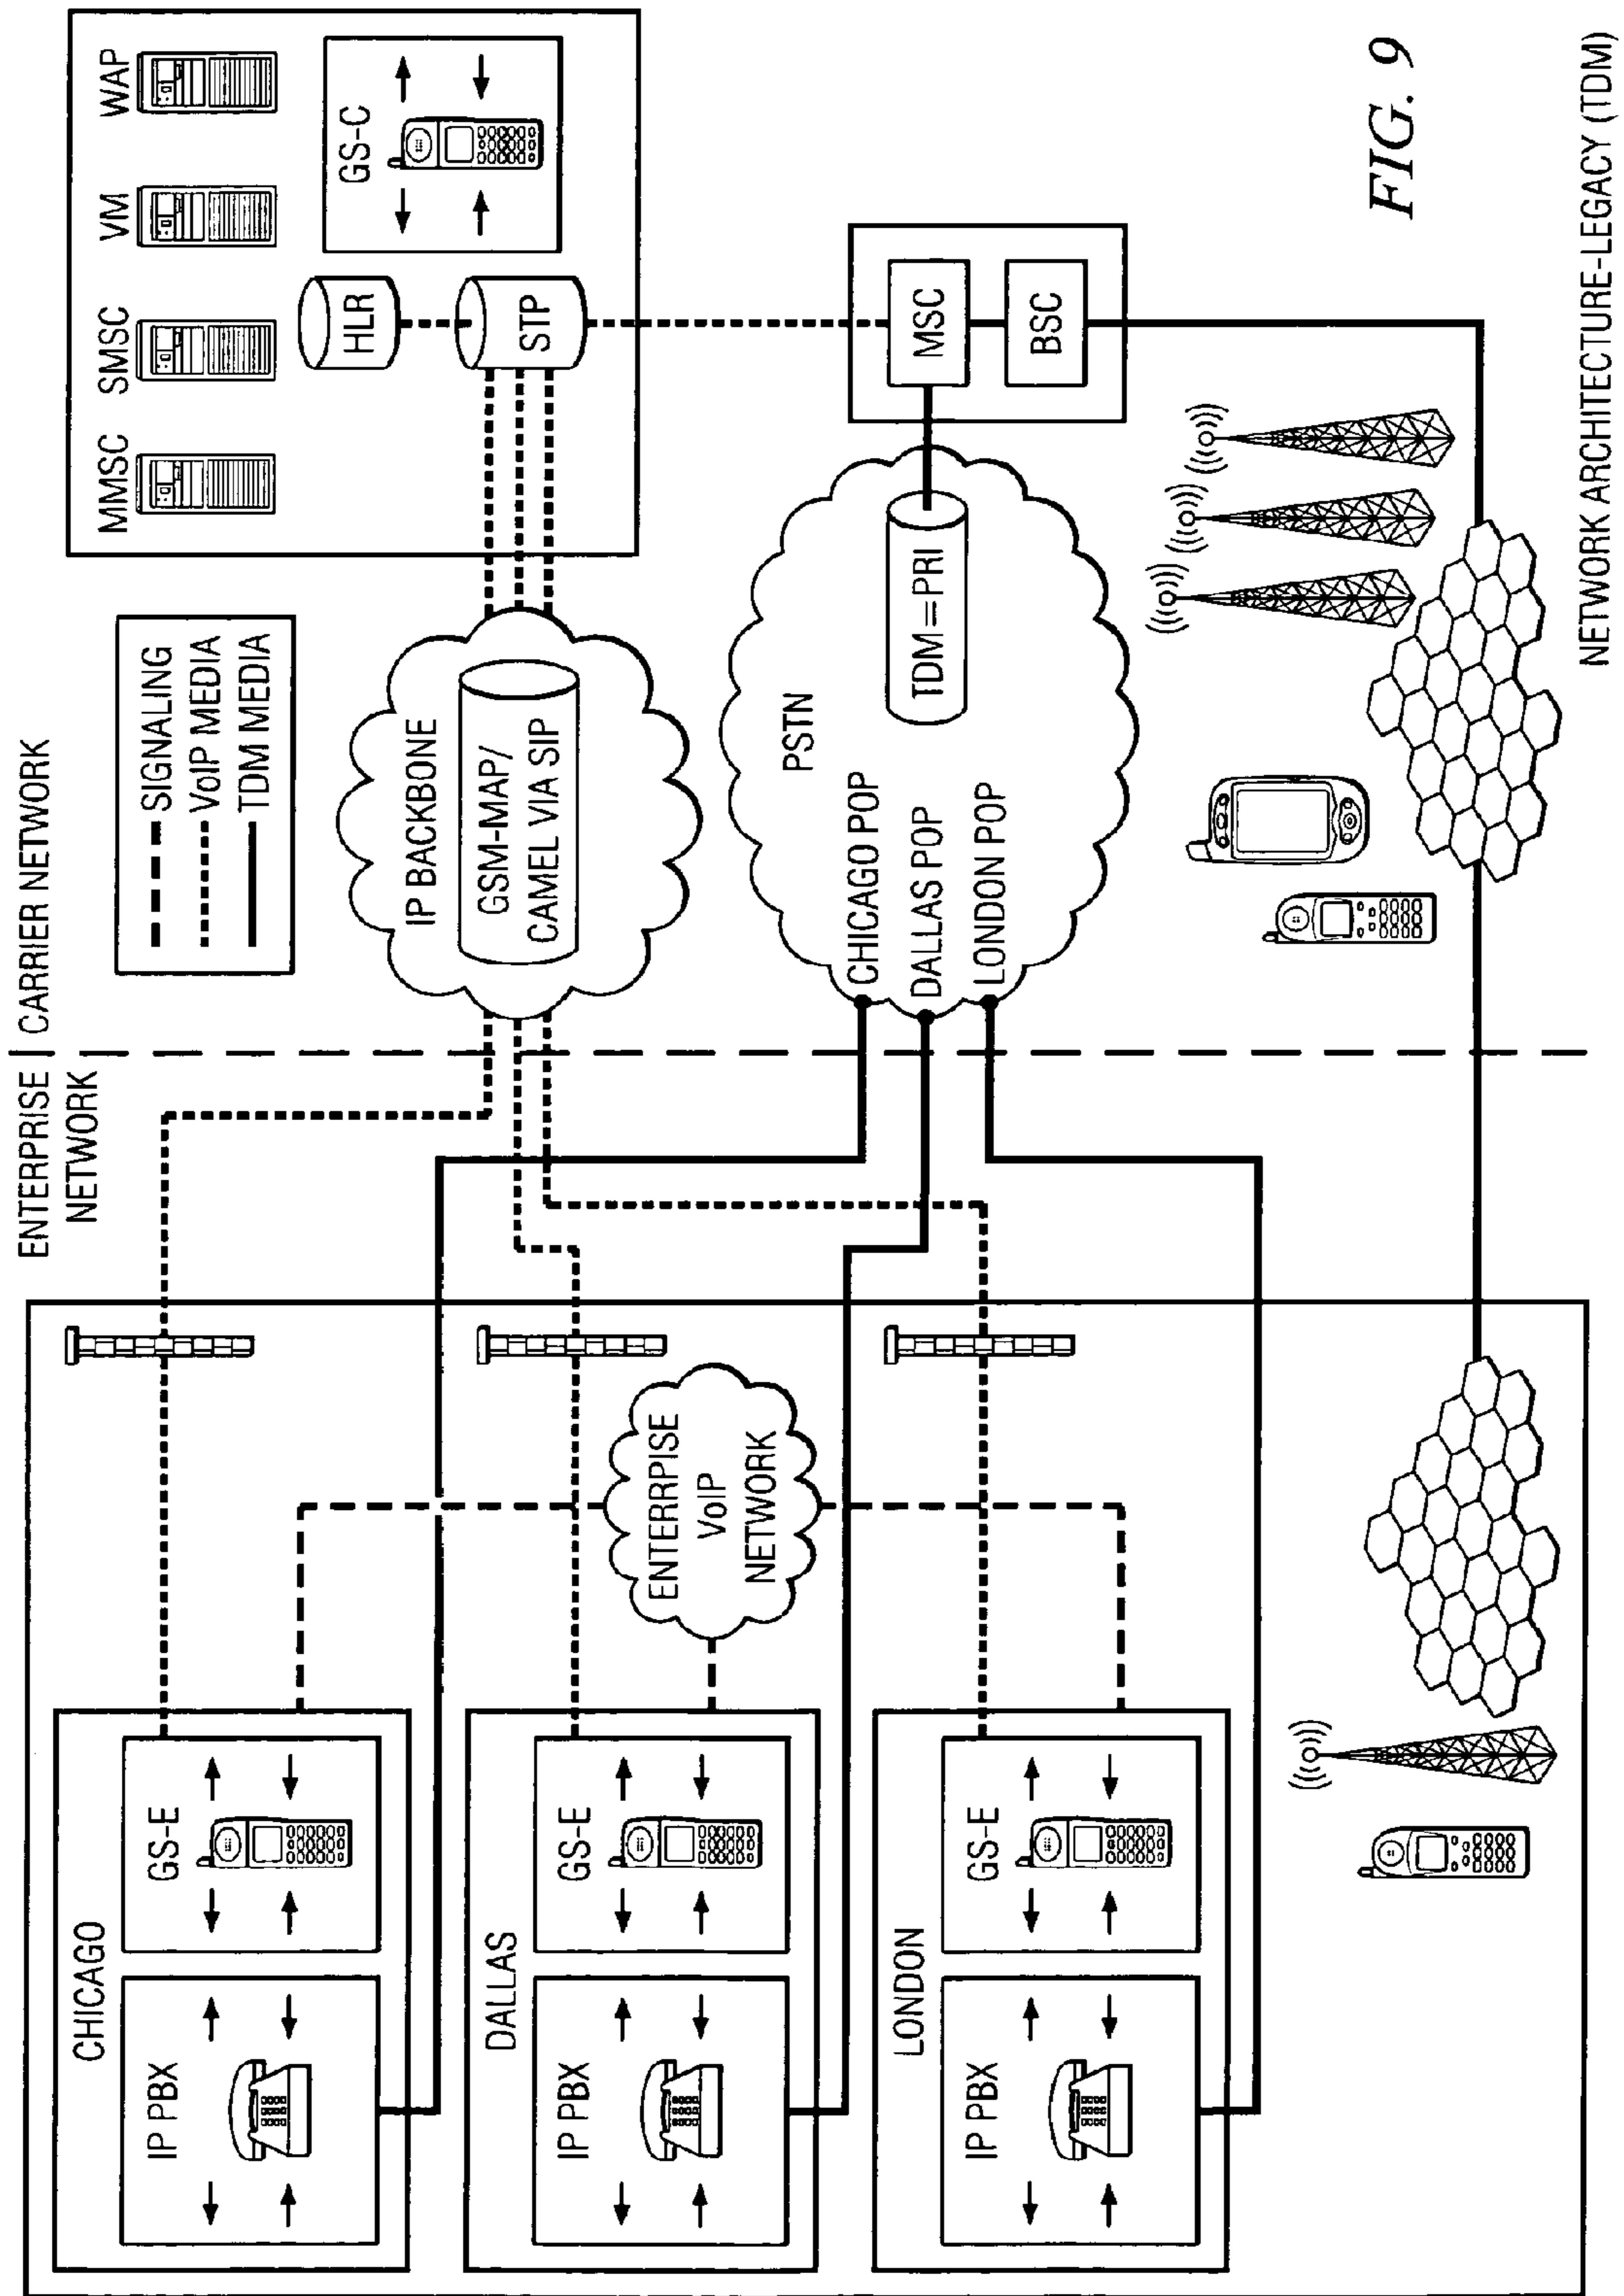 ENTERPRISE
NETWORK
CARRIER NETWORK
SIGNALING
VoIP MEDIA
TDM MEDIA
MMSC
SMSC
VM
WAP
HLR
STP
GS-C
IP BACKBONE
GSM-MAP/
CAMEL VIA SIP
CHICAGO
IP PBX
GS-E
DALLAS
IP PBX
GS-E
LONDON
IP PBX
GS-E
ENTERRPISE
VoIP
NETWORK
PSTN
CHICAGO POP
DALLAS POP
LONDON POP
TDM=PRI
MSC
BSC
FIG. 9
NETWORK ARCHITECTURE-LEGACY (TDM)